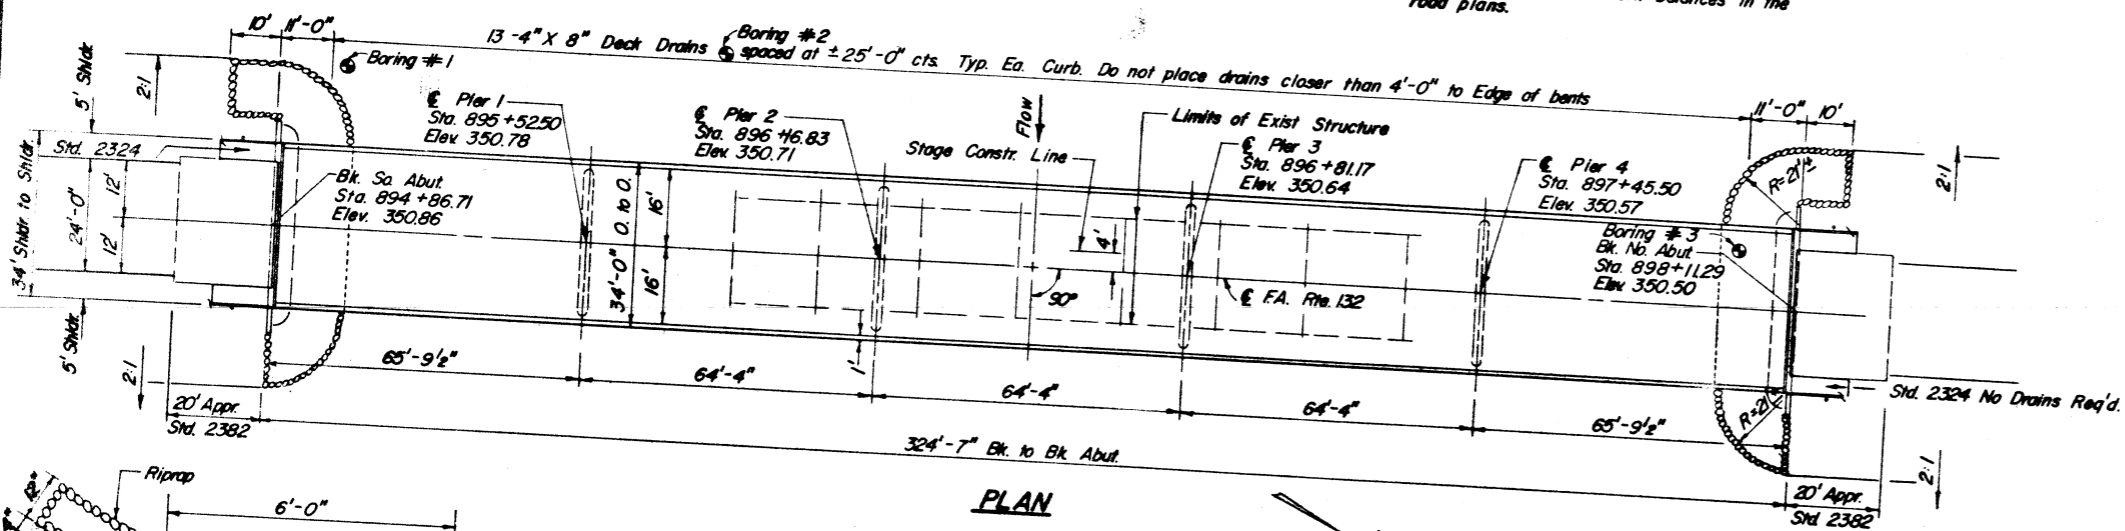 road plans.
10'
11'-0"
13 -4" X 8" Deck Drains spaced at ±25'-0" cts. Typ. Ea. Curb. Do not place drains closer than 4'-0" to Edge of bents
Boring #1
Boring #2
5' Shldr.
2:1
11'-0"
10'
2:1
℄ Pier 1
Sta. 895+52.50
Elev. 350.78
℄ Pier 2
Sta. 896+16.83
Elev. 350.71
Flow
Limits of Exist Structure
Stage Constr. Line
℄ Pier 3
Sta. 896+81.17
Elev. 350.64
℄ Pier 4
Sta. 897+45.50
Elev. 350.57
R=21'±
Std. 2324
34' Shldr to Shldr.
24'-0"
12'
12'
Bk. So. Abut.
Sta. 894+86.71
Elev. 350.86
34'-0" O. to O.
16'
16'
4'
90°
℄ F.A. Rte. 132
Boring #3
Bk. No. Abut.
Sta. 898+11.29
Elev. 350.50
5' Shldr.
2:1
65'-9½"
64'-4"
1'
64'-4"
64'-4"
65'-9½"
R=21'±
Std. 2324 No Drains Req'd.
2:1
20' Appr.
Std. 2382
324'-7" Bk. to Bk. Abut.
20' Appr.
Std. 2382
Riprap
6'-0"
PLAN